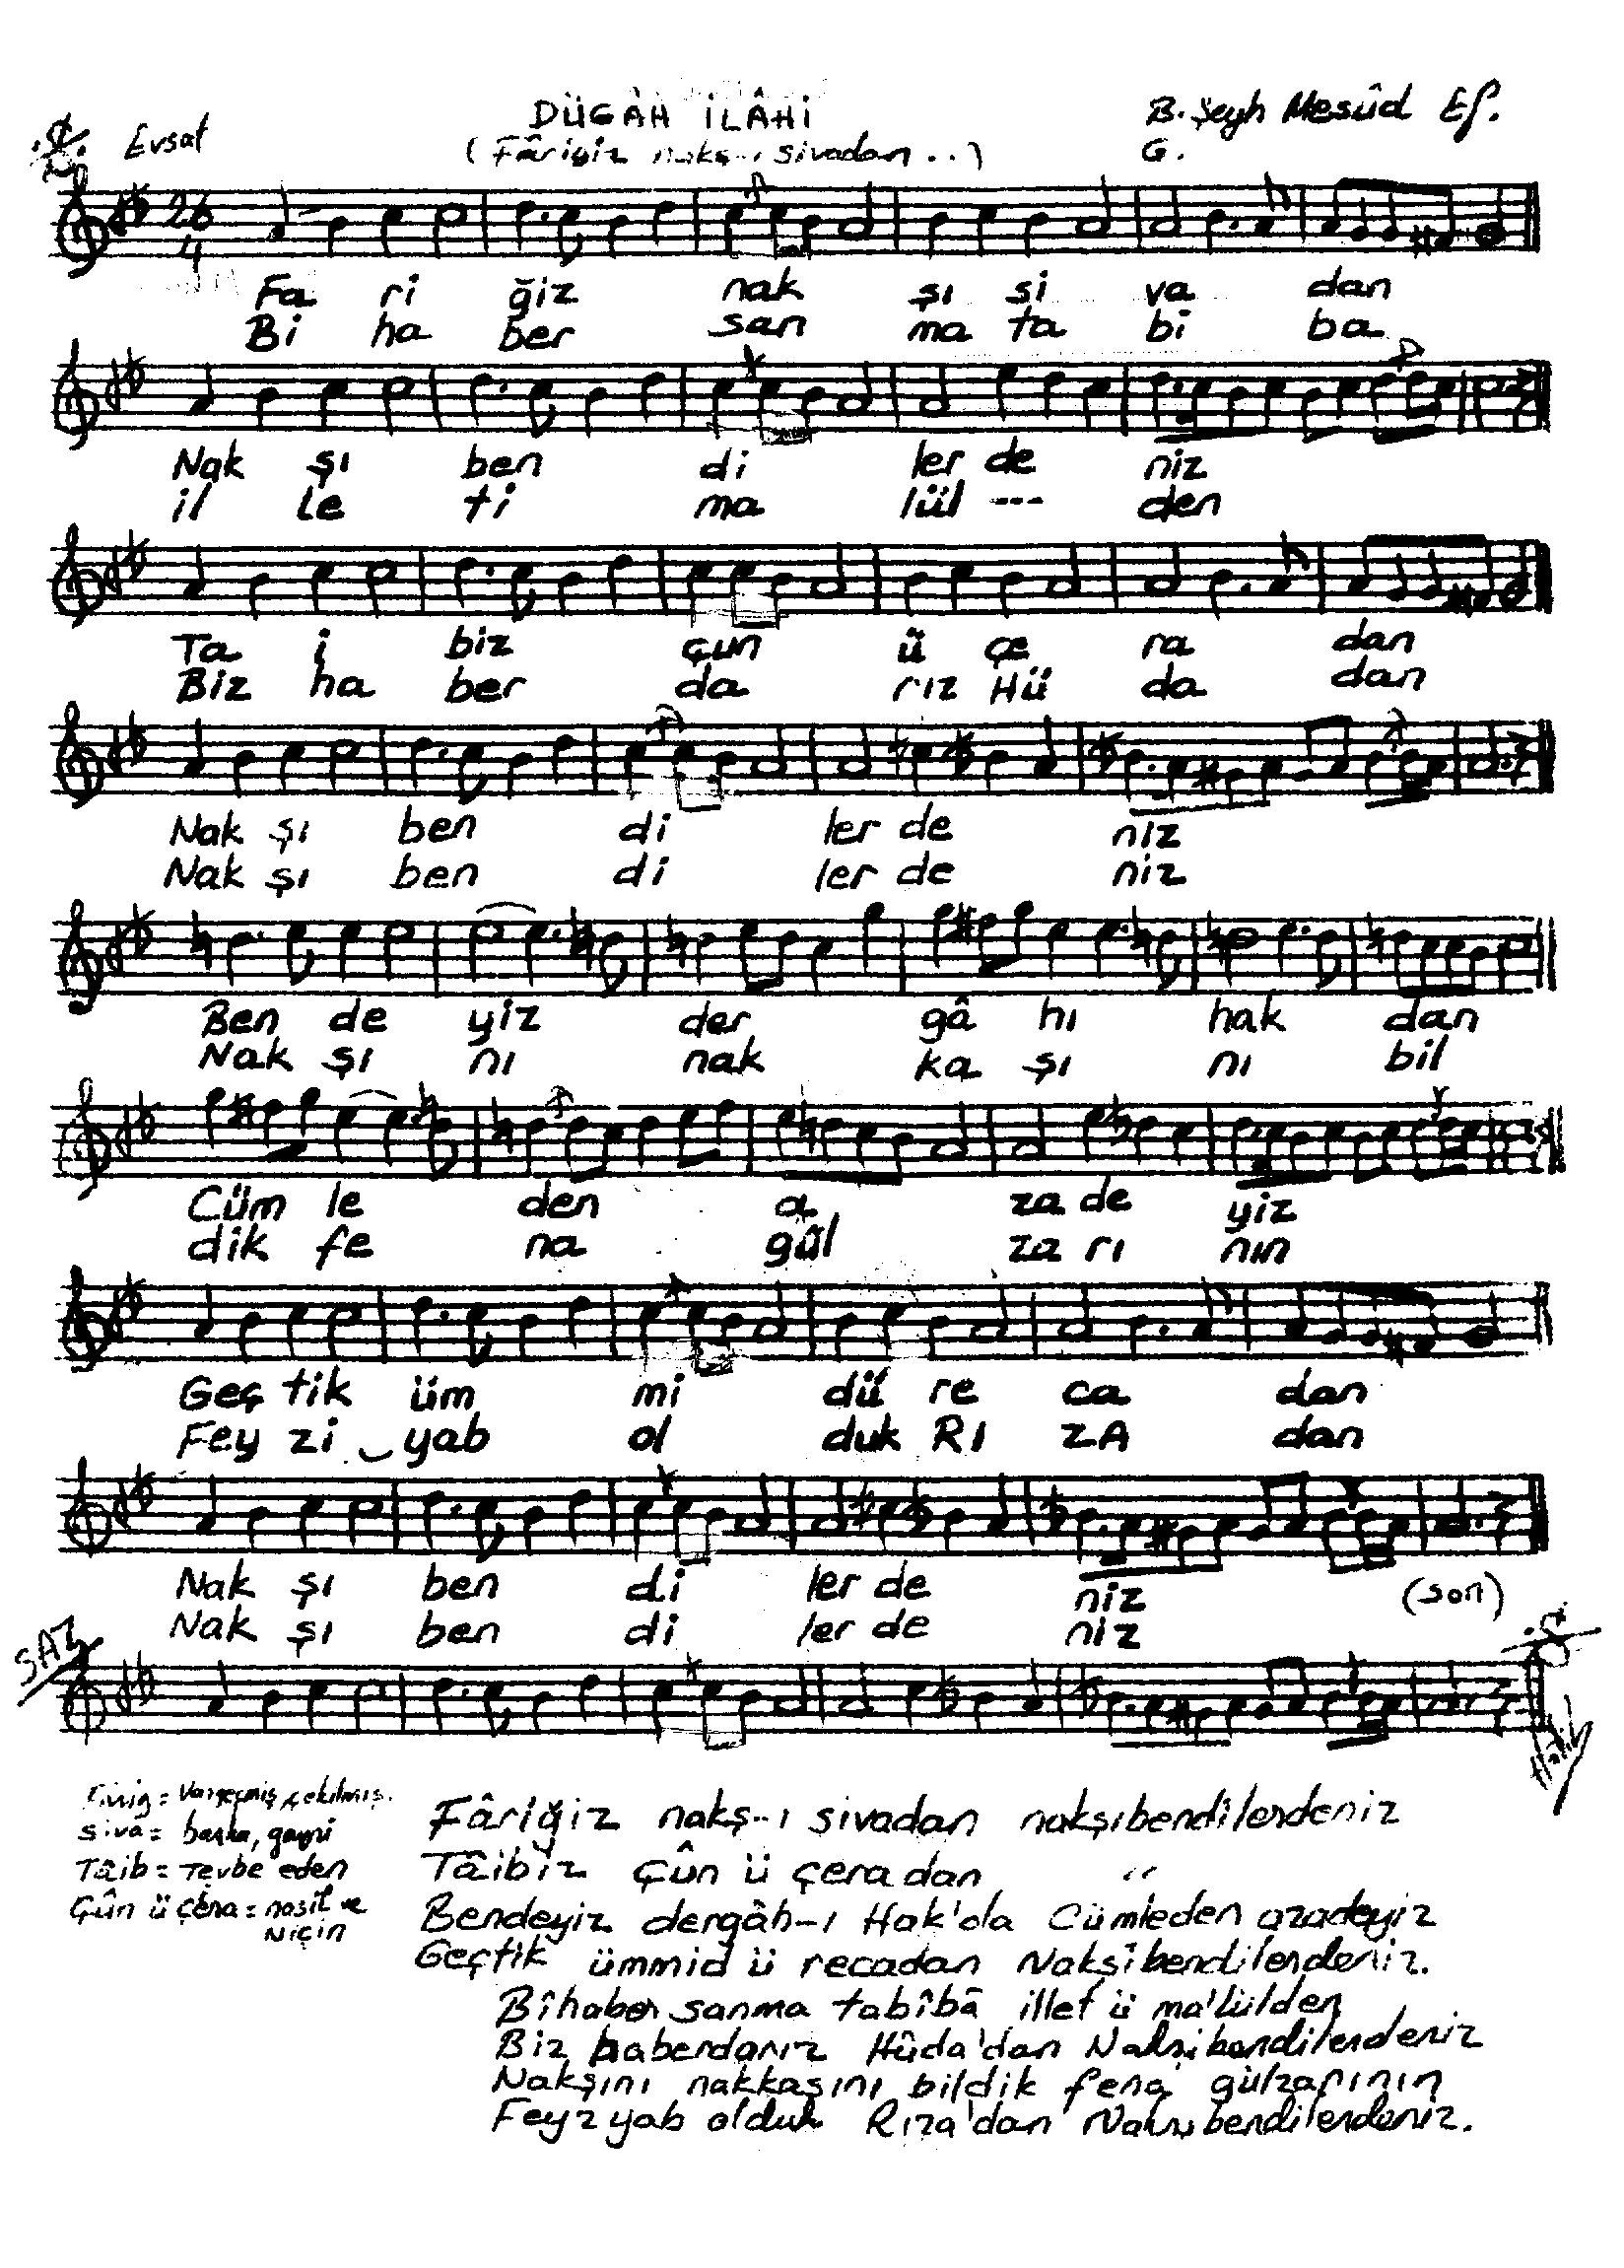 Evsat
DÜGÂH İLÂHİ
B. Şeyh Mesûd Ef.
(Fâriğiz nakş-ı sivadan..)
G.
26
4
Fa ri ğiz nak şı si va dan
Bi ha ber san ma ta bi ba
Nak şı ben di ler de niz
il le ti ma lül --- den
Ta i biz çun ü çe ra dan
Biz ha ber da rız Hü da dan
Nak şı ben di ler de niz
Nak şı ben di ler de niz
Ben de yiz der gâ hı hak dan
Nak şı nı nak ka şı nı bil
Cüm le den a za de yiz
dik fe na gül za rı nın
Geç tik üm mi dü re ca dan
Fey zi yab ol duk RI ZA dan
Nak şı ben di ler de niz (son)
Nak şı ben di ler de niz
SAZ
= Vazgeçmiş, çekilmiş.
siva = başka, gayri
Tâib = Tevbe eden
Çûn ü çera = nasıl ve
niçin
Fâriğiz nakş-ı sivadan nakşıbendîlerdeniz
Tâibiz çûn ü çeradan "
Bendeyiz dergâh-ı Hak'ola Cümleden azadeyiz
Geçtik ümmid ü recadan Nakşîbendilerdeniz.
Bîhaber sanma tabîbâ illet ü ma'lülden
Biz haberdarız Hûda'dan Nakşibendilerdeniz
Nakşını nakkaşını bildik fena gülzarının
Feyz yab olduk Rıza'dan Nakşıbendilerdeniz.